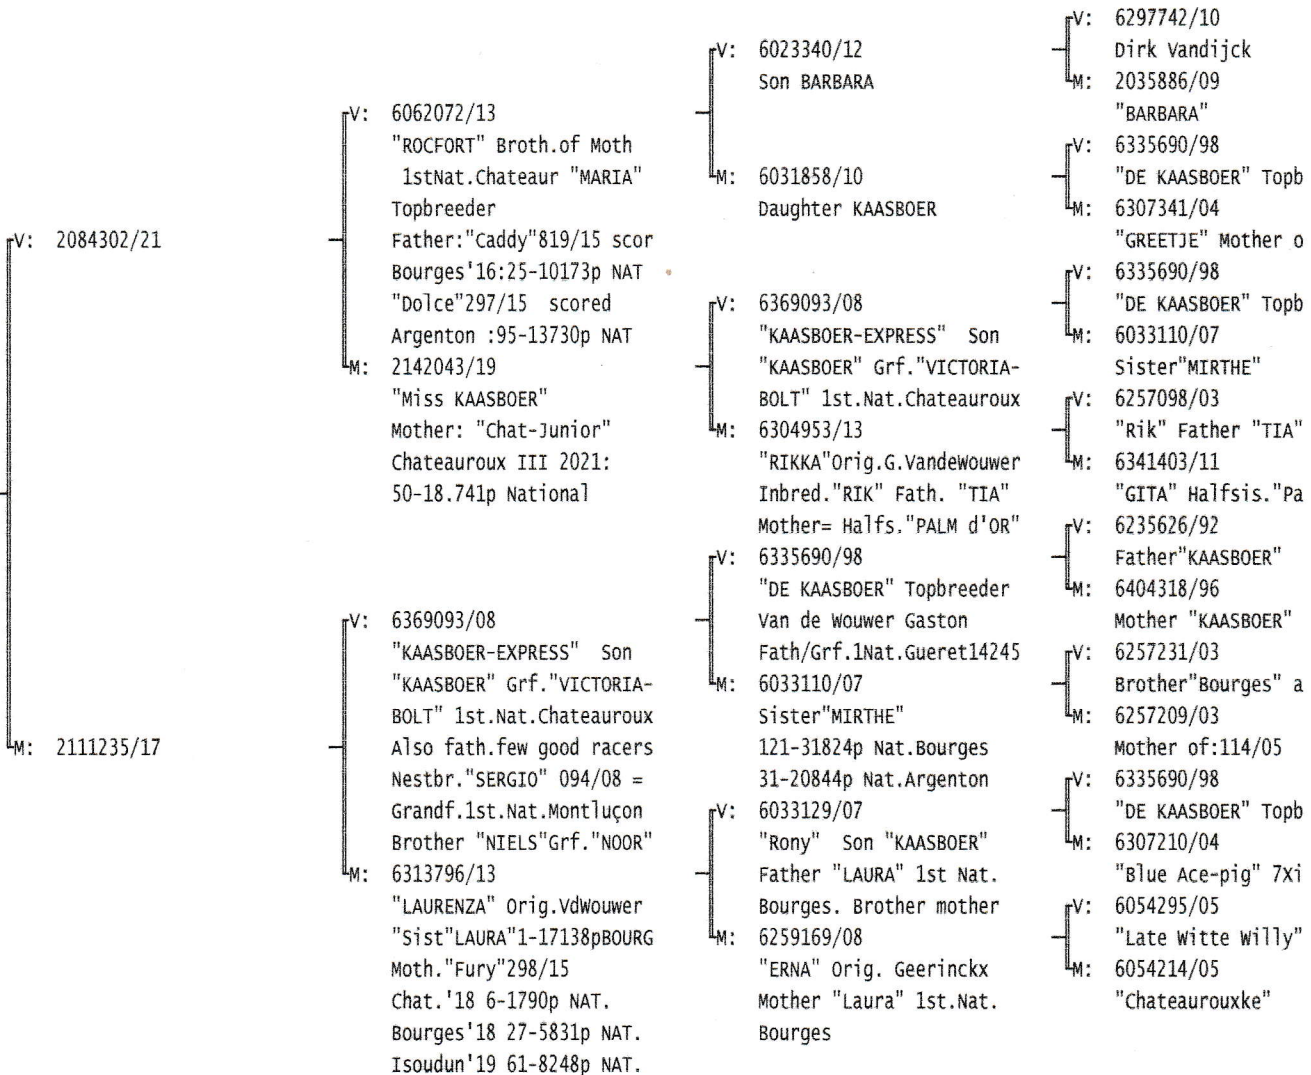 V: 2084302/21
M: 2111235/17
V: 6062072/13
"ROCFORT" Broth.of Moth
1stNat.Chateaur "MARIA"
Topbreeder
Father:"Caddy"819/15 scor
Bourges'16:25-10173p NAT
"Dolce"297/15 scored
Argenton :95-13730p NAT
M: 2142043/19
"Miss KAASBOER"
Mother: "Chat-Junior"
Chateauroux III 2021:
50-18.741p National
V: 6369093/08
"KAASBOER-EXPRESS" Son
"KAASBOER" Grf."VICTORIA-
BOLT" 1st.Nat.Chateauroux
Also fath.few good racers
Nestbr."SERGIO" 094/08 =
Grandf.1st.Nat.Montluçon
Brother "NIELS"Grf."NOOR"
M: 6313796/13
"LAURENZA" Orig.VdWouwer
"Sist"LAURA"1-17138pBOURG
Moth."Fury"298/15
Chat.'18 6-1790p NAT.
Bourges'18 27-5831p NAT.
Isoudun'19 61-8248p NAT.
V: 6023340/12
Son BARBARA
M: 6031858/10
Daughter KAASBOER
V: 6369093/08
"KAASBOER-EXPRESS" Son
"KAASBOER" Grf."VICTORIA-
BOLT" 1st.Nat.Chateauroux
M: 6304953/13
"RIKKA"Orig.G.VandeWouwer
Inbred."RIK" Fath. "TIA"
Mother= Halfs."PALM d'OR"
V: 6335690/98
"DE KAASBOER" Topbreeder
Van de Wouwer Gaston
Fath/Grf.1Nat.Gueret14245
M: 6033110/07
Sister"MIRTHE"
121-31824p Nat.Bourges
31-20844p Nat.Argenton
V: 6033129/07
"Rony" Son "KAASBOER"
Father "LAURA" 1st Nat.
Bourges. Brother mother
M: 6259169/08
"ERNA" Orig. Geerinckx
Mother "Laura" 1st.Nat.
Bourges
V: 6297742/10
Dirk Vandijck
M: 2035886/09
"BARBARA"
V: 6335690/98
"DE KAASBOER" Topb
M: 6307341/04
"GREETJE" Mother o
V: 6335690/98
"DE KAASBOER" Topb
M: 6033110/07
Sister"MIRTHE"
V: 6257098/03
"Rik" Father "TIA"
M: 6341403/11
"GITA" Halfsis."Pa
V: 6235626/92
Father"KAASBOER"
M: 6404318/96
Mother "KAASBOER"
V: 6257231/03
Brother"Bourges" a
M: 6257209/03
Mother of:114/05
V: 6335690/98
"DE KAASBOER" Topb
M: 6307210/04
"Blue Ace-pig" 7Xi
V: 6054295/05
"Late Witte Willy"
M: 6054214/05
"Chateaurouxke"